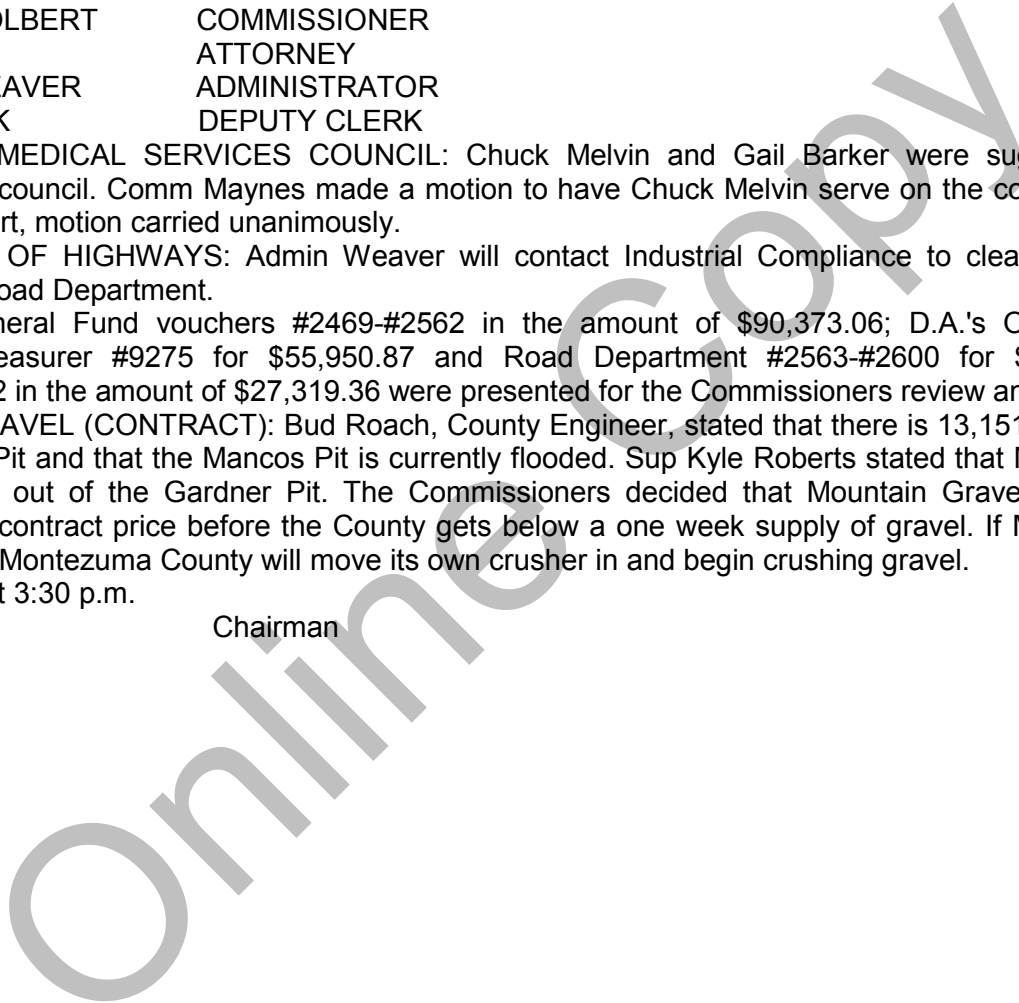 OLBERT COMMISSIONER
ATTORNEY
EAVER ADMINISTRATOR
K DEPUTY CLERK
MEDICAL SERVICES COUNCIL: Chuck Melvin and Gail Barker were su
council. Comm Maynes made a motion to have Chuck Melvin serve on the co
rt, motion carried unanimously.
OF HIGHWAYS: Admin Weaver will contact Industrial Compliance to clea
oad Department.
neral Fund vouchers #2469-#2562 in the amount of $90,373.06; D.A.'s O
easurer #9275 for $55,950.87 and Road Department #2563-#2600 for $
2 in the amount of $27,319.36 were presented for the Commissioners review an
AVEL (CONTRACT): Bud Roach, County Engineer, stated that there is 13,151
Pit and that the Mancos Pit is currently flooded. Sup Kyle Roberts stated that
out of the Gardner Pit. The Commissioners decided that Mountain Grave
contract price before the County gets below a one week supply of gravel. If M
Montezuma County will move its own crusher in and begin crushing gravel.
t 3:30 p.m.
Chairman
Online Copy